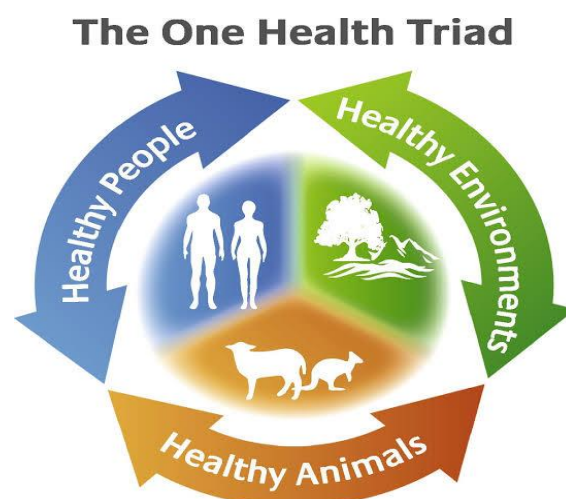 The One Health Triad
Healthy People
Healthy Environments
Healthy Animals